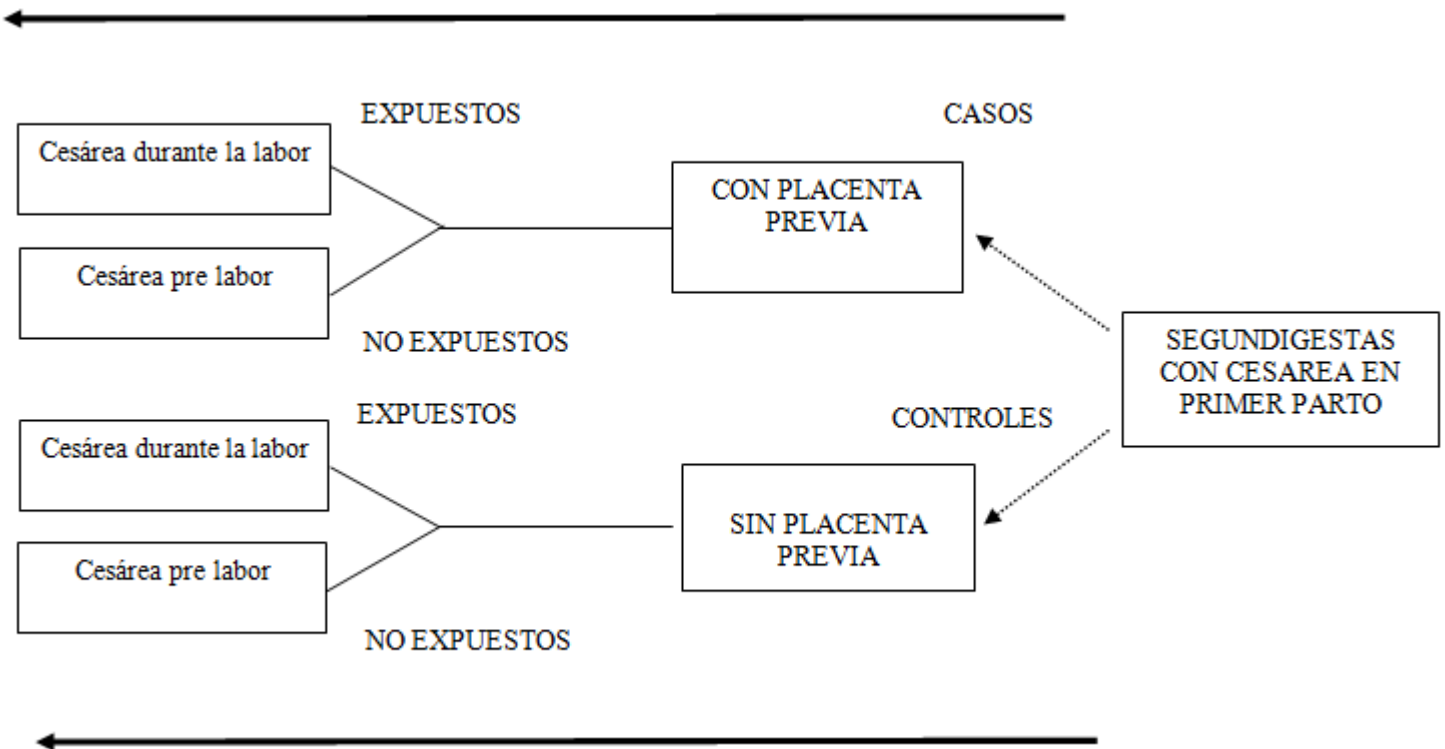 EXPUESTOS
CASOS
Cesárea durante la labor
CON PLACENTA
PREVIA
Cesárea pre labor
NO EXPUESTOS
SEGUNDIGESTAS
CON CESAREA EN
PRIMER PARTO
EXPUESTOS
CONTROLES
Cesárea durante la labor
SIN PLACENTA
PREVIA
Cesárea pre labor
NO EXPUESTOS